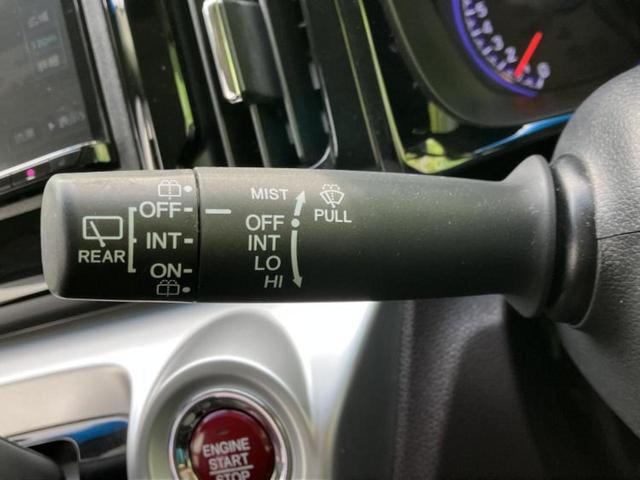 OFF
INT
REAR
ON
MIST
OFF
INT
LO
HI
PULL
ENGINE
START
STOP